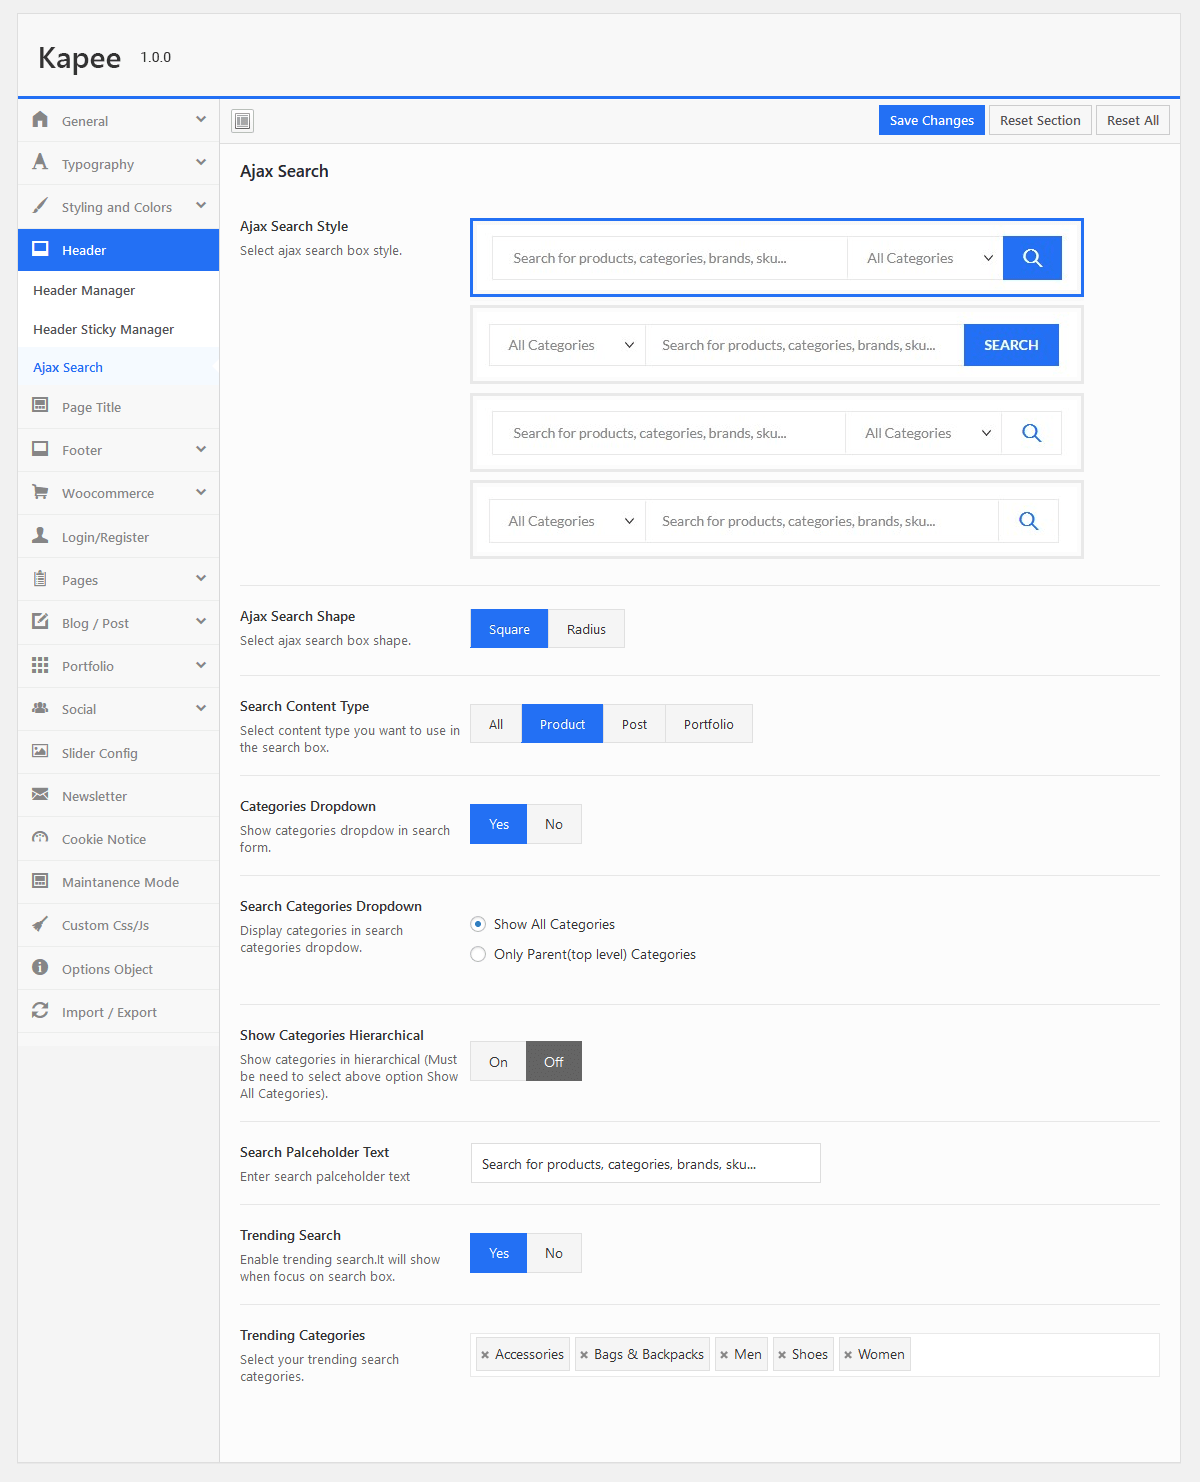 Kapee 1.0.0
General
Typography
Styling and Colors
Header
Header Manager
Header Sticky Manager
Ajax Search
Page Title
Footer
Woocommerce
Login/Register
Pages
Blog / Post
Portfolio
Social
Slider Config
Newsletter
Cookie Notice
Maintanence Mode
Custom Css/Js
Options Object
Import / Export
Save Changes Reset Section Reset All
Ajax Search
Ajax Search Style
Select ajax search box style.
Search for products, categories, brands, sku... All Categories
All Categories Search for products, categories, brands, sku... SEARCH
Search for products, categories, brands, sku... All Categories
All Categories Search for products, categories, brands, sku...
Ajax Search Shape
Select ajax search box shape.
Square Radius
Search Content Type
Select content type you want to use in
the search box.
All Product Post Portfolio
Categories Dropdown
Show categories dropdow in search
form.
Yes No
Search Categories Dropdown
Display categories in search
categories dropdow.
Show All Categories
Only Parent(top level) Categories
Show Categories Hierarchical
Show categories in hierarchical (Must
be need to select above option Show
All Categories).
On Off
Search Palceholder Text
Enter search palceholder text
Search for products, categories, brands, sku...
Trending Search
Enable trending search.It will show
when focus on search box.
Yes No
Trending Categories
Select your trending search
categories.
× Accessories × Bags & Backpacks × Men × Shoes × Women